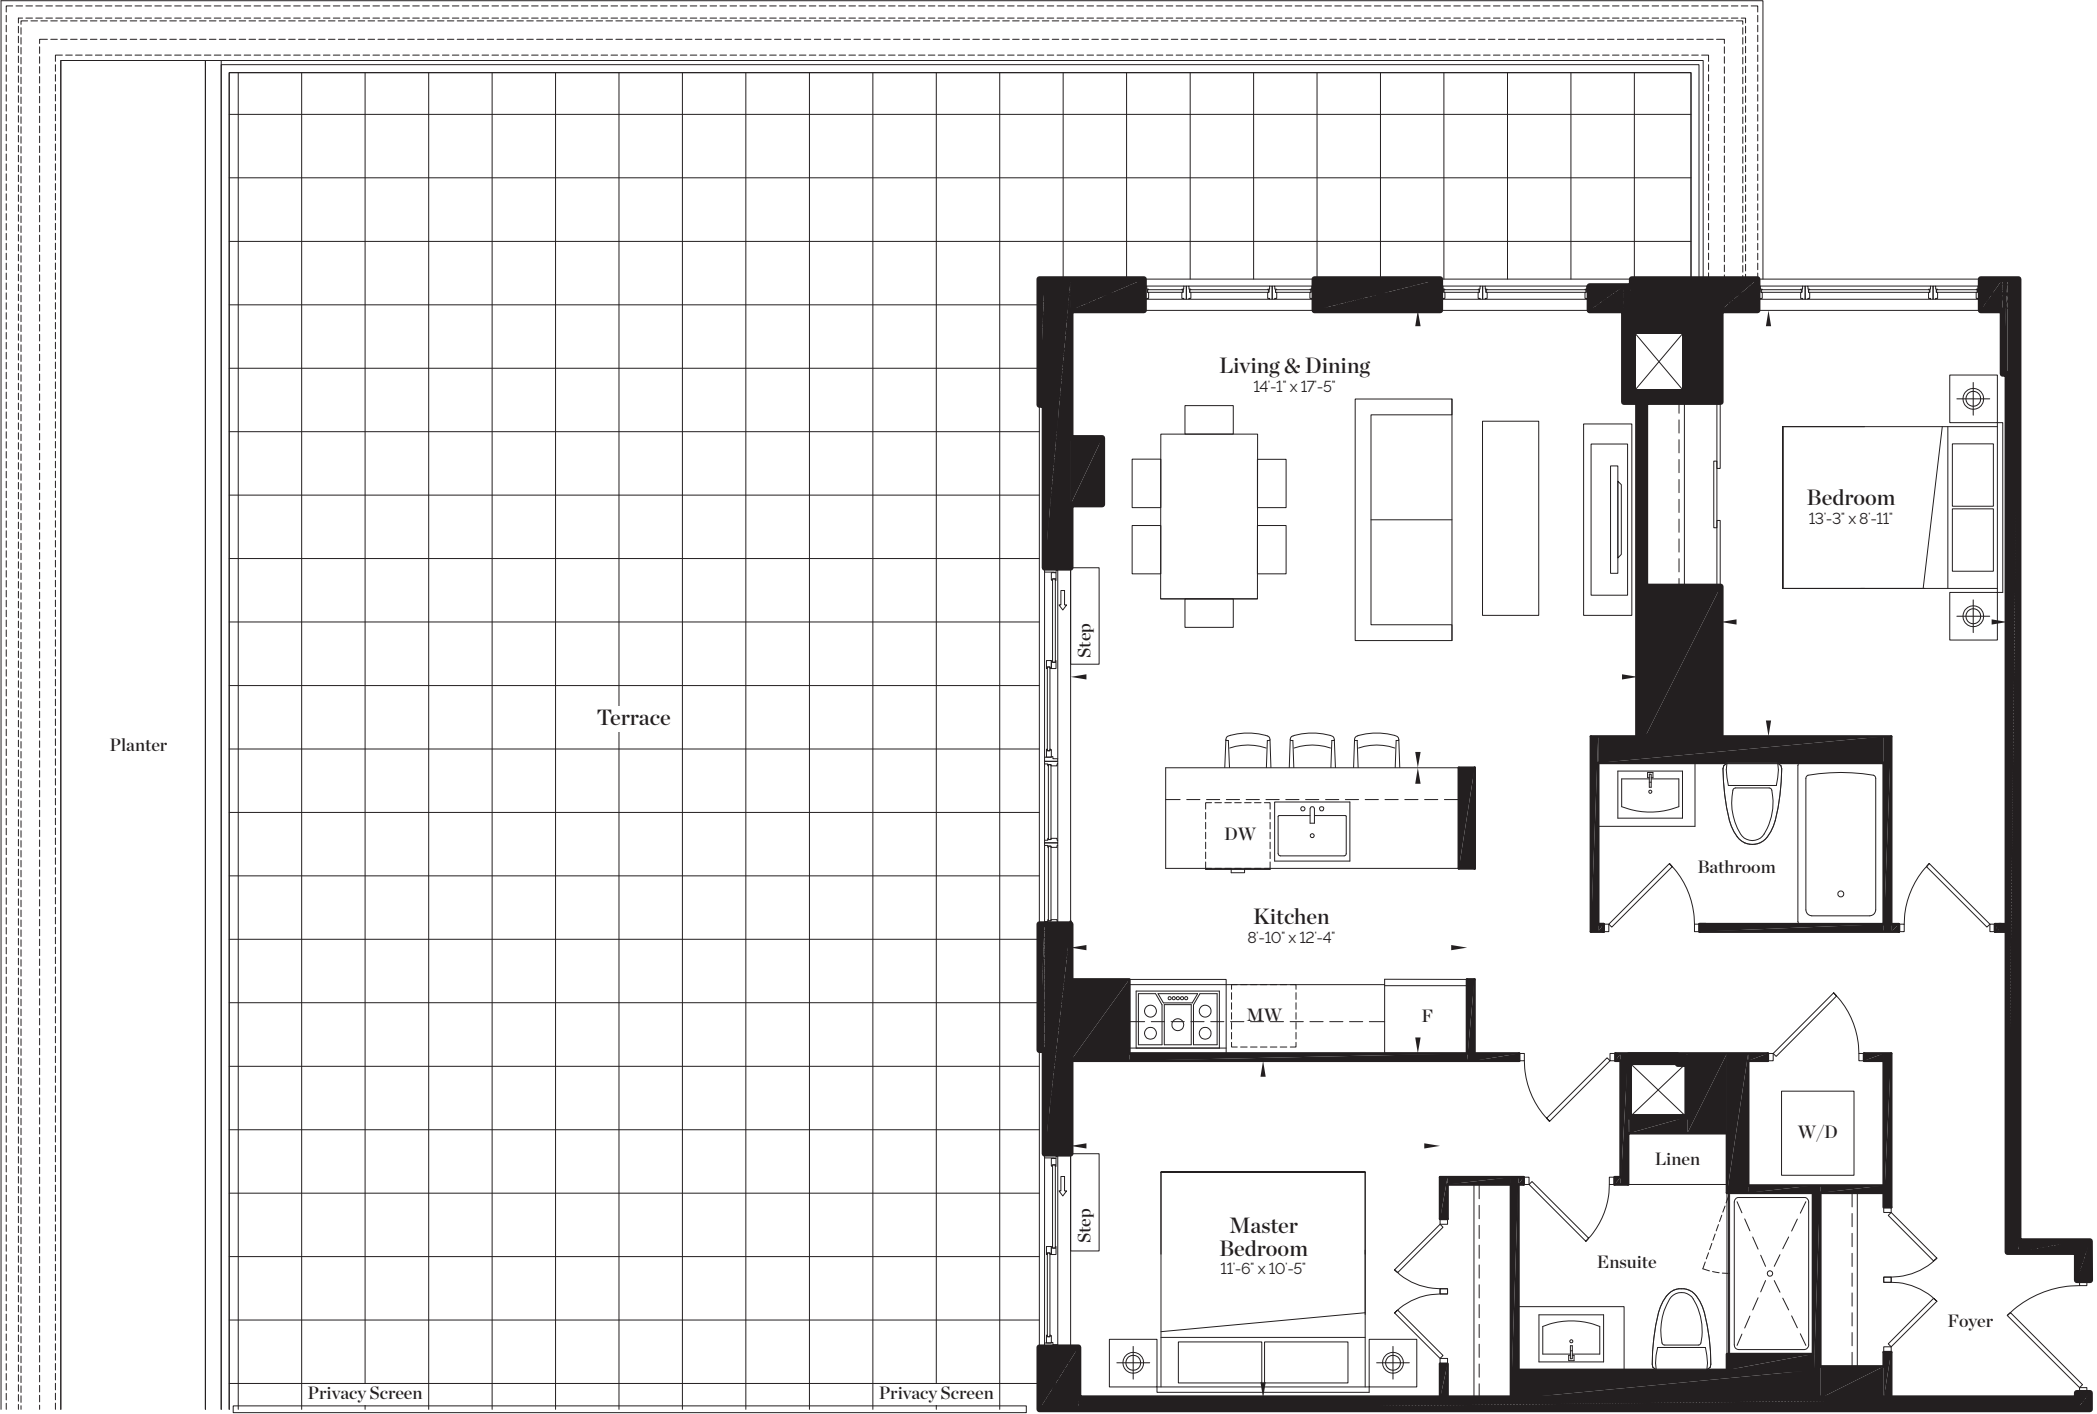 Living & Dining
14'-1" x 17'-5"
Bedroom
13'-3" x 8'-11"
Step
Terrace
Planter
DW
Bathroom
Kitchen
8'-10" x 12'-4"
MW
F
W/D
Linen
Step
Master
Bedroom
11'-6" x 10'-5"
Ensuite
Foyer
Privacy Screen
Privacy Screen